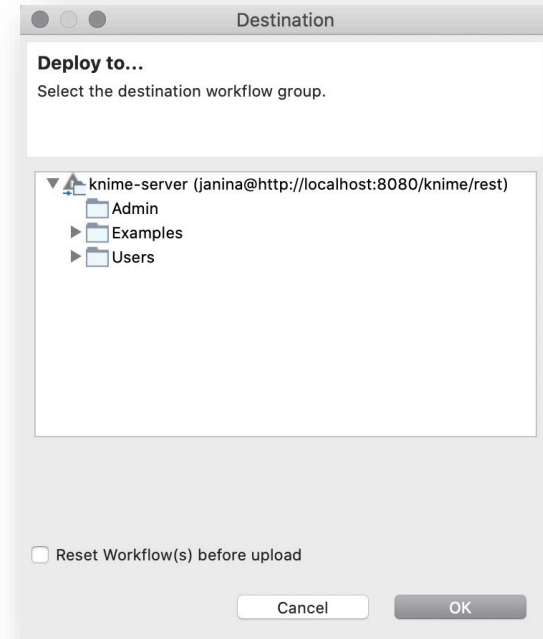 Destination
Deploy to...
Select the destination workflow group.
knime-server (janina@http://localhost:8080/knime/rest)
Admin
Examples
Users
Reset Workflow(s) before upload
Cancel
OK